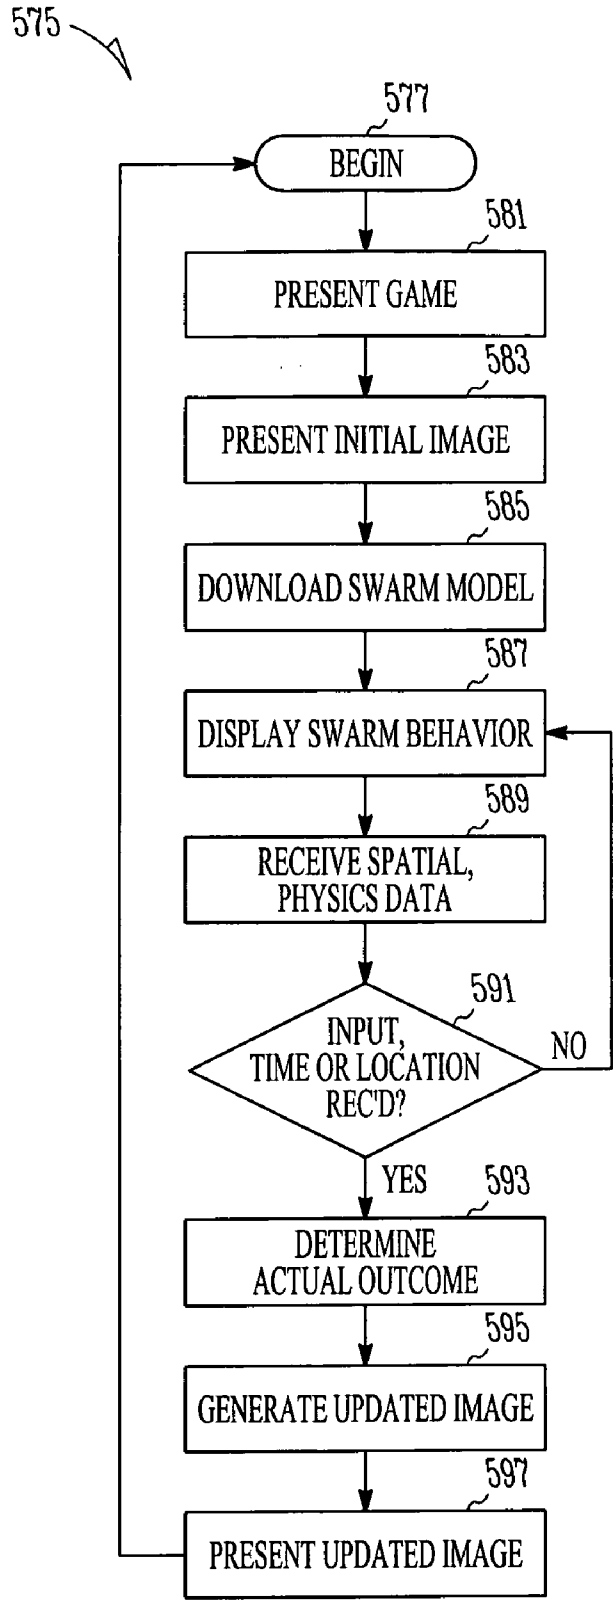 575
577
BEGIN
581
PRESENT GAME
583
PRESENT INITIAL IMAGE
585
DOWNLOAD SWARM MODEL
587
DISPLAY SWARM BEHAVIOR
589
RECEIVE SPATIAL,
PHYSICS DATA
591
INPUT,
TIME OR LOCATION
REC'D?
NO
YES
593
DETERMINE
ACTUAL OUTCOME
595
GENERATE UPDATED IMAGE
597
PRESENT UPDATED IMAGE